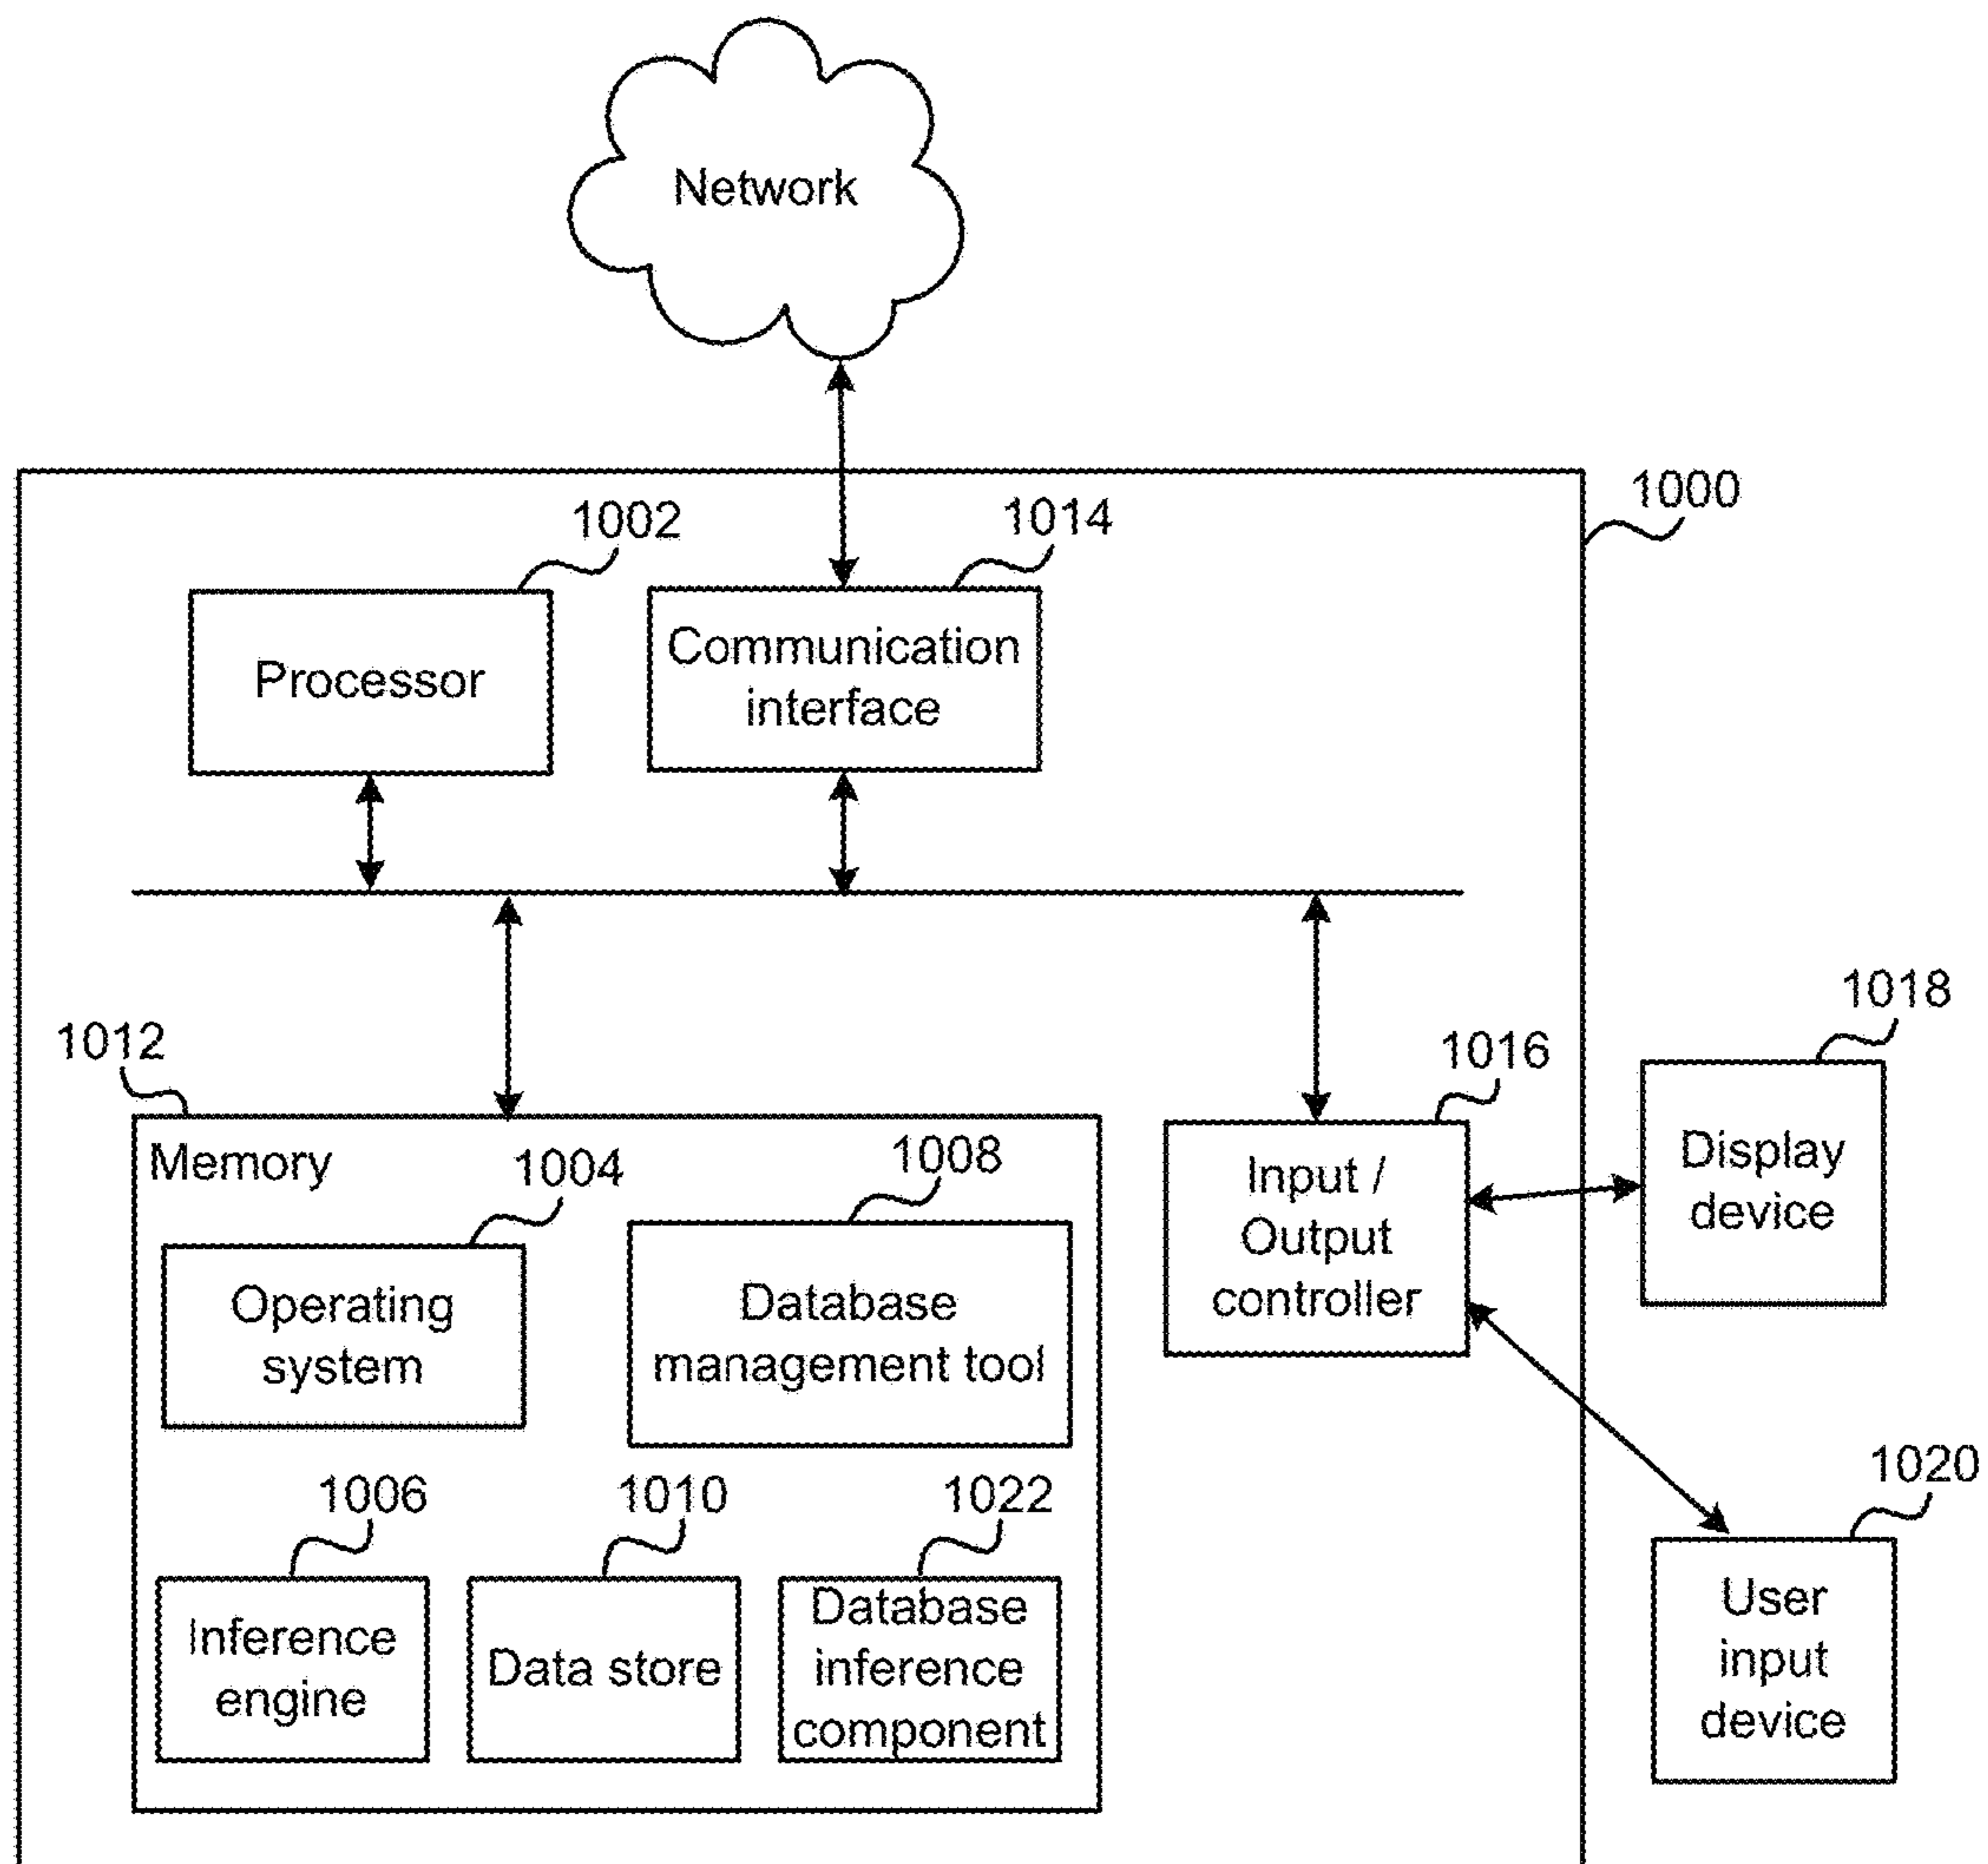 Network
1000
1002
1014
Processor
Communication
interface
1012
1016
1018
Memory
1004
1008
Input /
Output
controller
Display
device
Operating
system
Database
management tool
1006
1010
1022
1020
Inference
engine
Data store
Database
inference
component
User
input
device